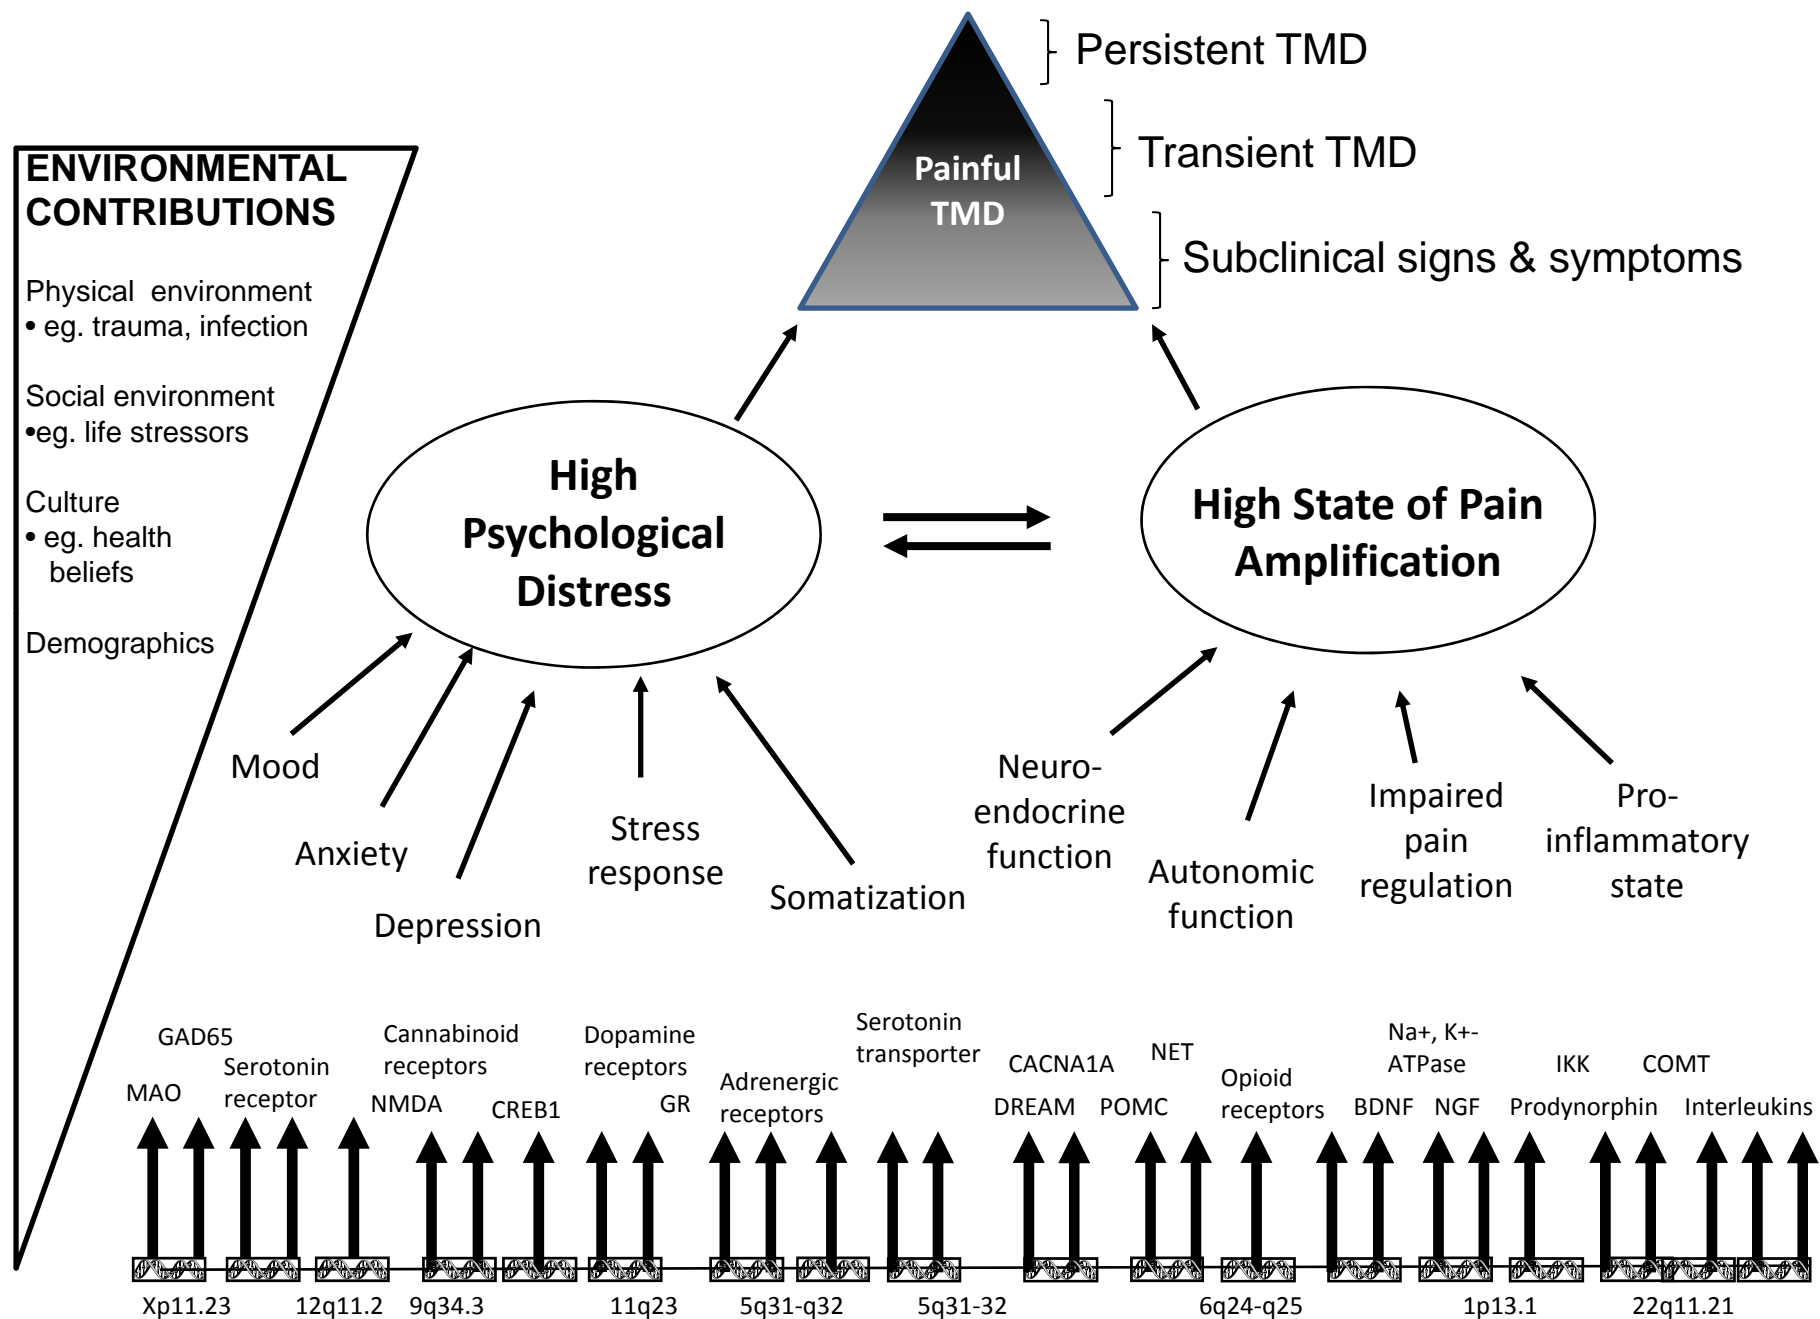 Persistent TMD
Transient TMD
Subclinical signs & symptoms
Painful
TMD
ENVIRONMENTAL
CONTRIBUTIONS
Physical environment
• eg. trauma, infection
Social environment
•eg. life stressors
Culture
• eg. health
beliefs
Demographics
High
Psychological
Distress
High State of Pain
Amplification
Mood
Anxiety
Depression
Stress
response
Somatization
Neuro-
endocrine
function
Autonomic
function
Impaired
pain
regulation
Pro-
inflammatory
state
MAO
GAD65
Serotonin
receptor
NMDA
Cannabinoid
receptors
CREB1
Dopamine
receptors
GR
Adrenergic
receptors
Serotonin
transporter
CACNA1A
DREAM
POMC
NET
Opioid
receptors
BDNF
Na+, K+-
ATPase
NGF
Prodynorphin
IKK
COMT
Interleukins
Xp11.23
12q11.2
9q34.3
11q23
5q31-q32
5q31-32
6q24-q25
1p13.1
22q11.21